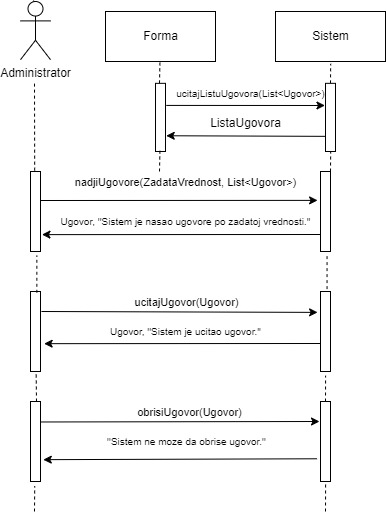 Forma
Sistem
Administrator
ucitajListuUgovora(List<Ugovor>)
ListaUgovora
nadjiUgovore(ZadataVrednost, List<Ugovor>)
Ugovor, "Sistem je nasao ugovore po zadatoj vrednosti."
ucitajUgovor(Ugovor)
Ugovor, "Sistem je ucitao ugovor."
obrisiUgovor(Ugovor)
"Sistem ne moze da obrise ugovor."